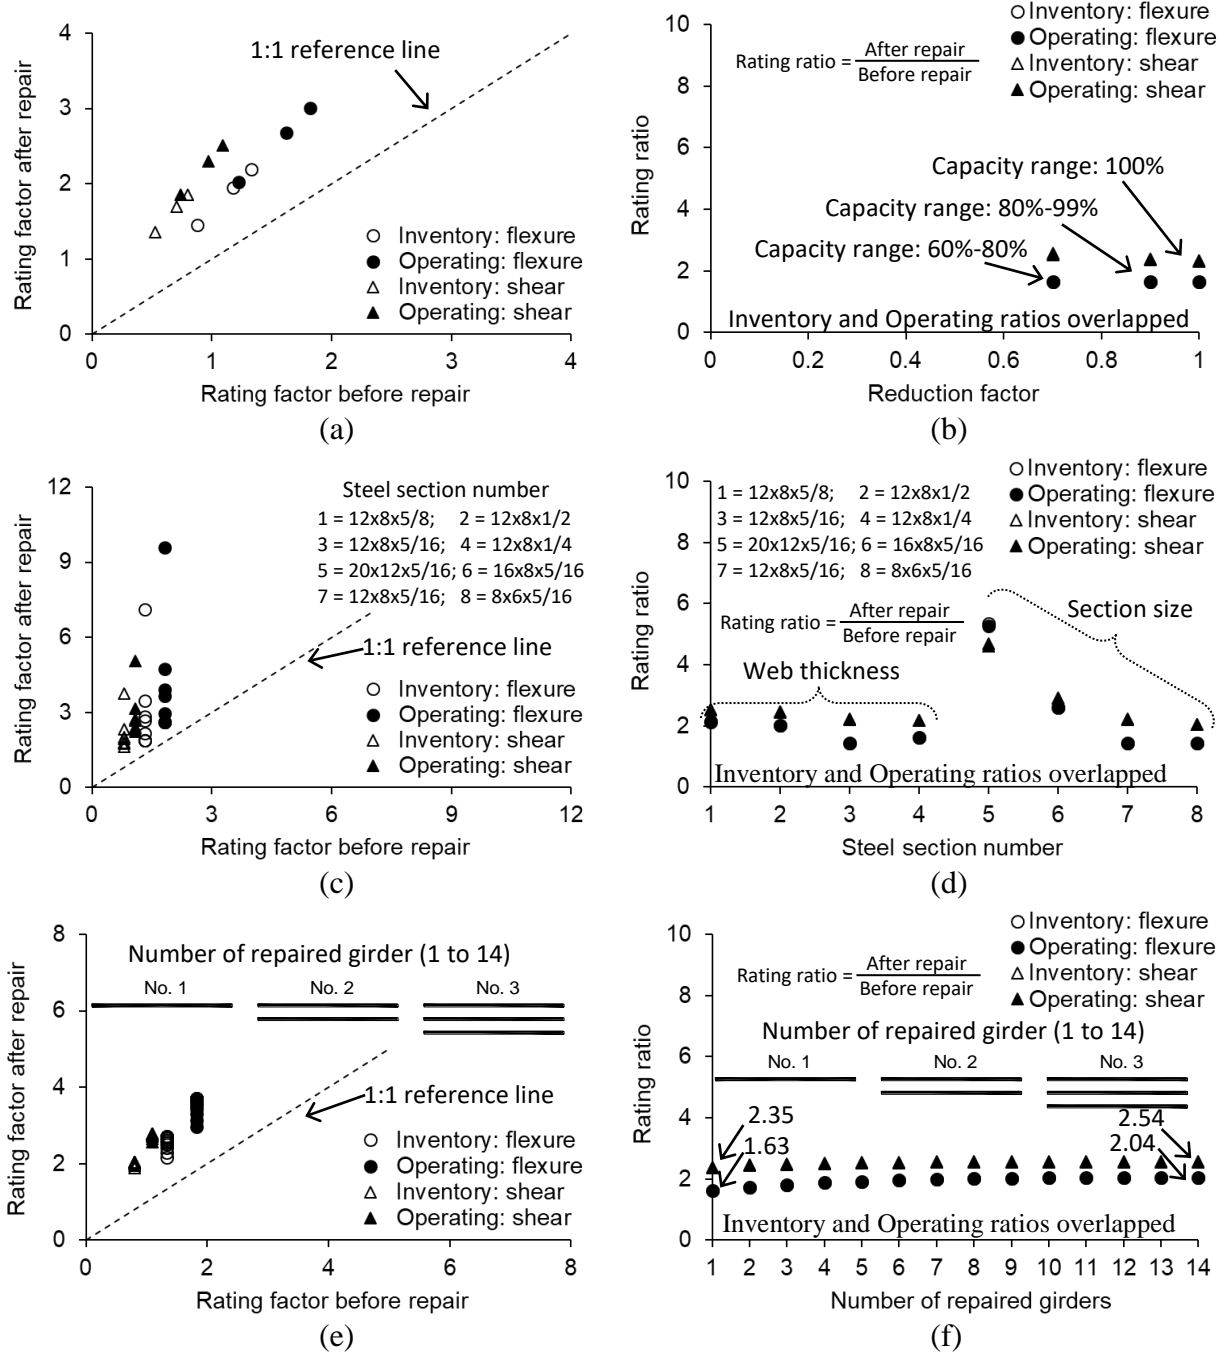 4
3
2
1
0
0
1
2
3
4
Rating factor after repair
Rating factor before repair
1:1 reference line
Inventory: flexure
Operating: flexure
Inventory: shear
Operating: shear
(a)
Inventory: flexure
Operating: flexure
Inventory: shear
Operating: shear
10
8
6
4
2
0
0
0.2
0.4
0.6
0.8
1
Rating ratio
Rating ratio =
After repair
Before repair
Capacity range: 100%
Capacity range: 80%-99%
Capacity range: 60%-80%
Inventory and Operating ratios overlapped
Reduction factor
(b)
12
9
6
3
0
0
3
6
9
12
Rating factor after repair
Steel section number
1 = 12x8x5/8; 2 = 12x8x1/2
3 = 12x8x5/16; 4 = 12x8x1/4
5 = 20x12x5/16; 6 = 16x8x5/16
7 = 12x8x5/16; 8 = 8x6x5/16
1:1 reference line
Inventory: flexure
Operating: flexure
Inventory: shear
Operating: shear
Rating factor before repair
(c)
Inventory: flexure
Operating: flexure
Inventory: shear
Operating: shear
10
8
6
4
2
0
1
2
3
4
5
6
7
8
Rating ratio
1 = 12x8x5/8; 2 = 12x8x1/2
3 = 12x8x5/16; 4 = 12x8x1/4
5 = 20x12x5/16; 6 = 16x8x5/16
7 = 12x8x5/16; 8 = 8x6x5/16
Rating ratio =
After repair
Before repair
Section size
Web thickness
Inventory and Operating ratios overlapped
Steel section number
(d)
8
6
4
2
0
0
2
4
6
8
Rating factor after repair
Number of repaired girder (1 to 14)
No. 1
No. 2
No. 3
1:1 reference line
Inventory: flexure
Operating: flexure
Inventory: shear
Operating: shear
Rating factor before repair
(e)
Inventory: flexure
Operating: flexure
Inventory: shear
Operating: shear
10
8
6
4
2
0
1
2
3
4
5
6
7
8
9
10
11
12
13
14
Rating ratio
Rating ratio =
After repair
Before repair
Number of repaired girder (1 to 14)
No. 1
No. 2
No. 3
2.35
1.63
2.54
2.04
Inventory and Operating ratios overlapped
Number of repaired girders
(f)